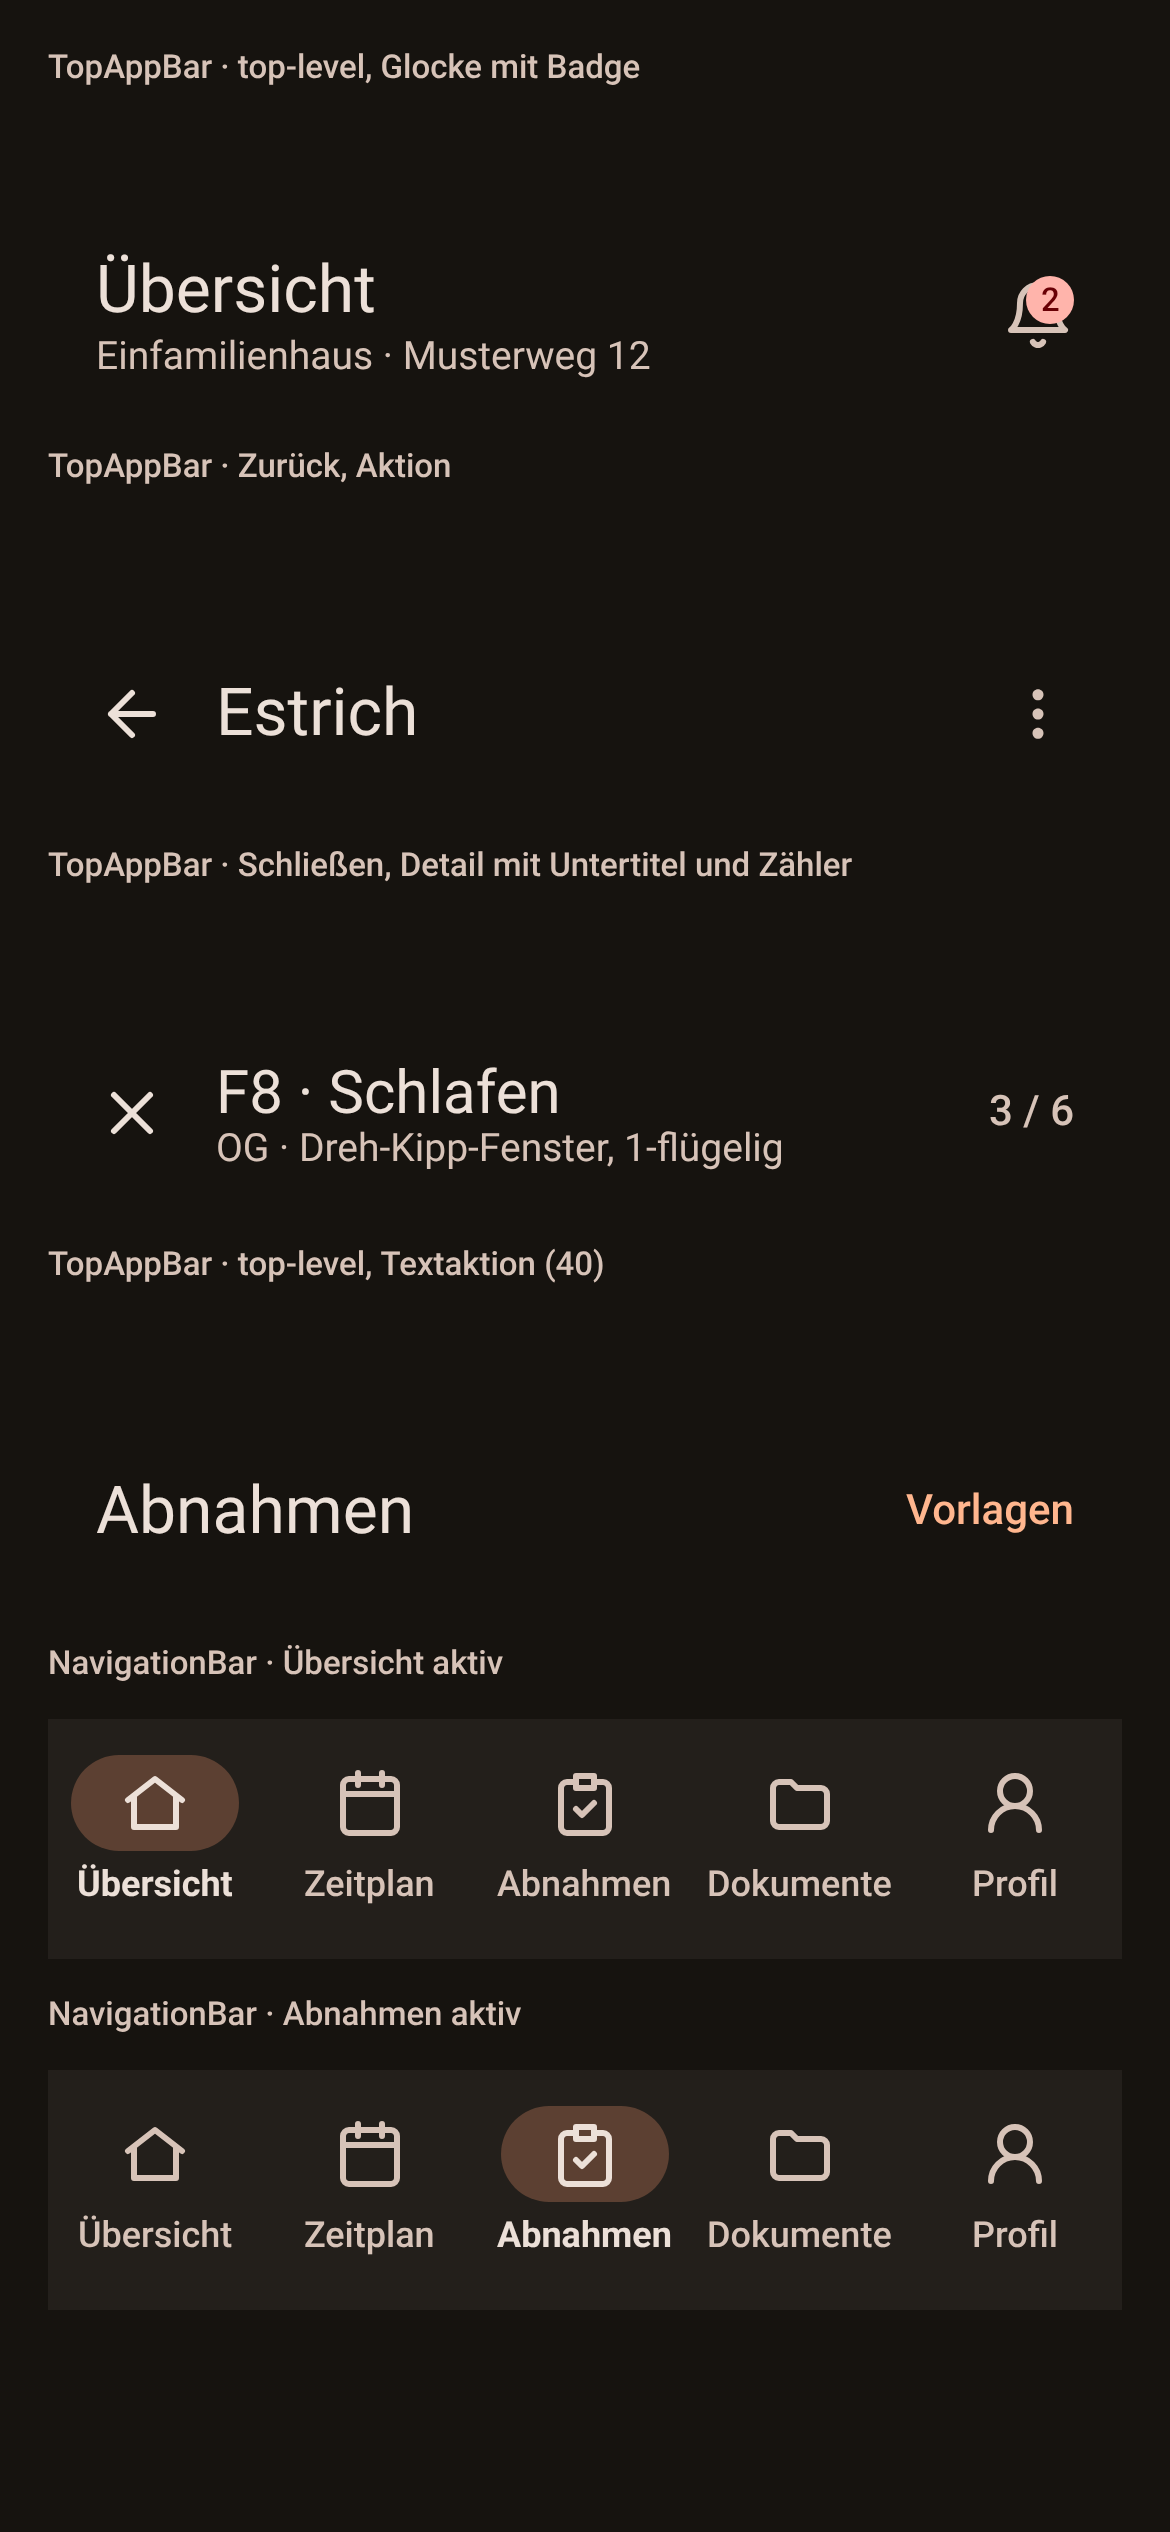 TopAppBar · top-level, Glocke mit Badge
Übersicht
2
Einfamilienhaus · Musterweg 12
TopAppBar · Zurück, Aktion
Estrich
TopAppBar · Schließen, Detail mit Untertitel und Zähler
F8 · Schlafen
3 / 6
OG · Dreh-Kipp-Fenster, 1-flügelig
TopAppBar · top-level, Textaktion (40)
Abnahmen
Vorlagen
NavigationBar · Übersicht aktiv
Übersicht Zeitplan Abnahmen Dokumente Profil
NavigationBar · Abnahmen aktiv
Übersicht Zeitplan Abnahmen Dokumente Profil